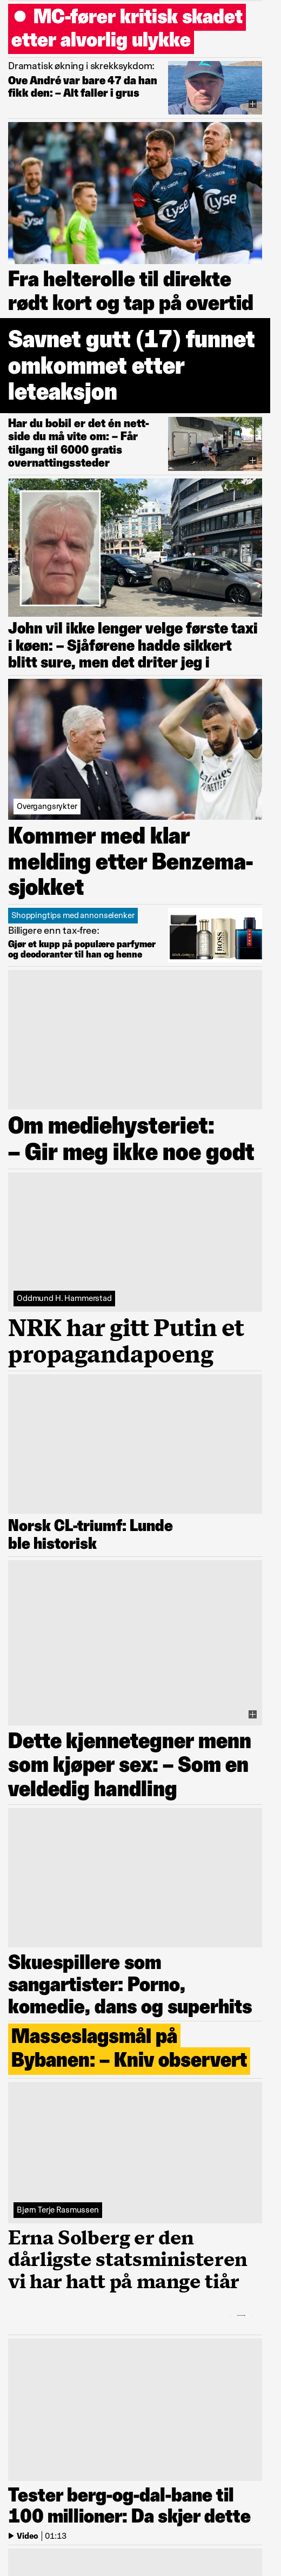 MC-fører kritisk skadet
etter alvorlig ulykke
Dramatisk økning i skrekksykdom:
Ove André var bare 47 da han
fikk den: – Alt faller i grus
Lyse
Lyse
Fra helterolle til direkte
rødt kort og tap på overtid
Savnet gutt (17) funnet
omkommet etter
leteaksjon
Har du bobil er det én nett-
side du må vite om: – Får
tilgang til 6000 gratis
overnattingssteder
John vil ikke lenger velge første taxi
i køen: – Sjåførene hadde sikkert
blitt sure, men det driter jeg i
Overgangsrykter
Kommer med klar
melding etter Benzema-
sjokket
Shoppingtips med annonselenker
Billigere enn tax-free:
Gjør et kupp på populære parfymer
og deodoranter til han og henne
BOSS
Om mediehysteriet:
– Gir meg ikke noe godt
Oddmund H. Hammerstad
NRK har gitt Putin et
propagandapoeng
Norsk CL-triumf: Lunde
ble historisk
Dette kjennetegner menn
som kjøper sex: – Som en
veldedig handling
Skuespillere som
sangartister: Porno,
komedie, dans og superhits
Masseslagsmål på
Bybanen: – Kniv observert
Bjørn Terje Rasmussen
Erna Solberg er den
dårligste statsministeren
vi har hatt på mange tiår
Tester berg-og-dal-bane til
100 millioner: Da skjer dette
Video | 01:13